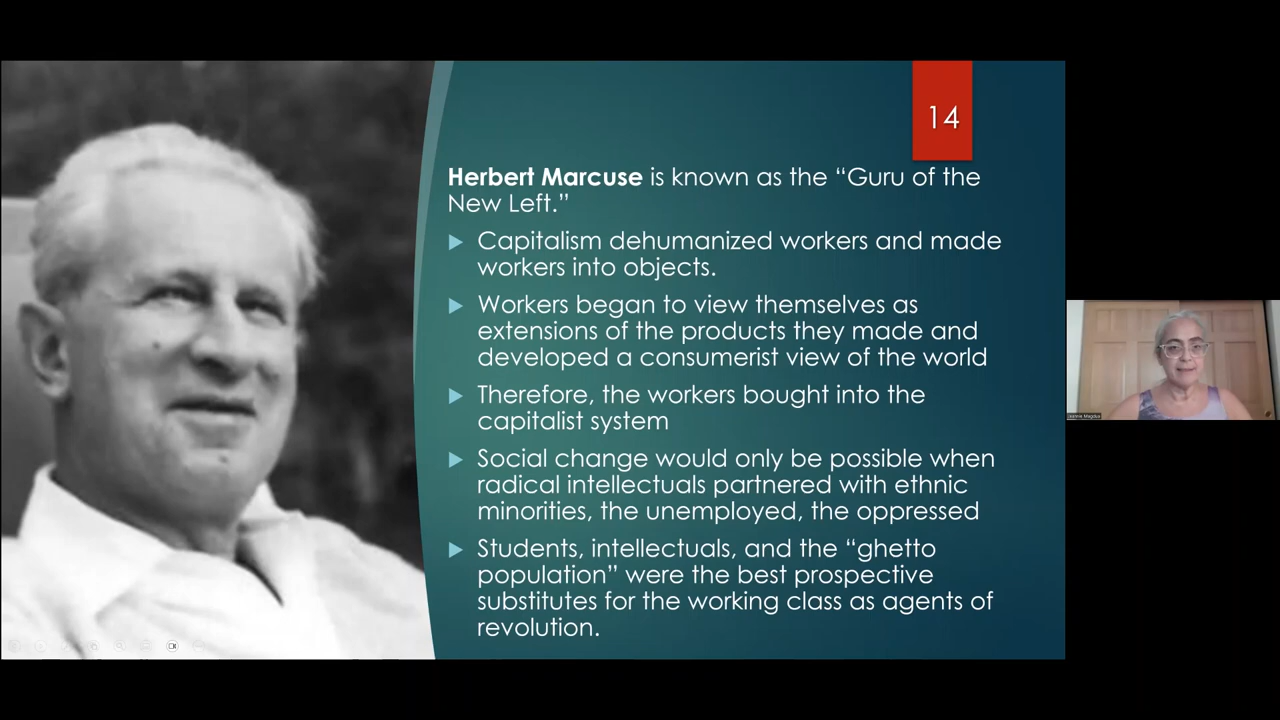 14
Herbert Marcuse is known as the “Guru of the
New Left.”
Capitalism dehumanized workers and made
workers into objects.
Workers began to view themselves as
extensions of the products they made and
developed a consumerist view of the world
Therefore, the workers bought into the
capitalist system
Social change would only be possible when
radical intellectuals partnered with ethnic
minorities, the unemployed, the oppressed
Students, intellectuals, and the “ghetto
population” were the best prospective
substitutes for the working class as agents of
revolution.